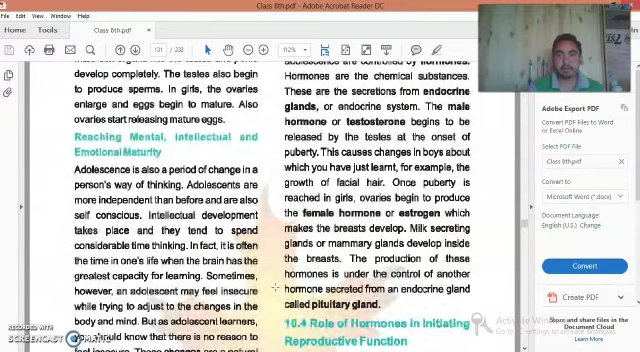 Class 8th.pdf - Adobe Acrobat Reader DC
File Edit View Window Help
Home Tools Class 8th.pdf ×
131 / 232 112%
develop completely. The testes also begin
to produce sperms. In girls, the ovaries
enlarge and eggs begin to mature. Also
ovaries start releasing mature eggs.
Reaching Mental, Intellectual and
Emotional Maturity
Adolescence is also a period of change in a
person's way of thinking. Adolescents are
more independent than before and are also
self conscious. Intellectual development
takes place and they tend to spend
considerable time thinking. In fact, it is often
the time in one's life when the brain has the
greatest capacity for learning. Sometimes,
however, an adolescent may feel insecure
while trying to adjust to the changes in the
body and mind. But as adolescent learners,
you should know that there is no reason to
feel insecure. These changes are a natural
adolescence are controlled by hormones.
Hormones are the chemical substances.
These are the secretions from endocrine
glands, or endocrine system. The male
hormone or testosterone begins to be
released by the testes at the onset of
puberty. This causes changes in boys about
which you have just learnt, for example, the
growth of facial hair. Once puberty is
reached in girls, ovaries begin to produce
the female hormone or estrogen which
makes the breasts develop. Milk secreting
glands or mammary glands develop inside
the breasts. The production of these
hormones is under the control of another
hormone secreted from an endocrine gland
called pituitary gland.
10.4 Role of Hormones in Initiating
Reproductive Function
Adobe Export PDF
Convert PDF Files to Word
or Excel Online
Select PDF File
Class 8th.pdf ×
Convert to
Microsoft Word (*.docx)
Document Language:
English (U.S.) Change
Convert
Create PDF
Store and share files in the
Document Cloud
Learn More
Activate Windows
Go to Settings to activate Windows.
RECORDED WITH
SCREENCAST MATIC